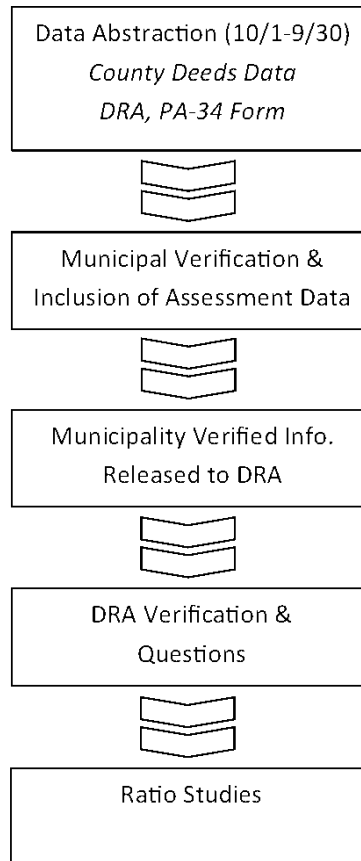 Data Abstraction (10/1-9/30)
County Deeds Data
DRA, PA-34 Form
Municipal Verification &
Inclusion of Assessment Data
Municipality Verified Info.
Released to DRA
DRA Verification &
Questions
Ratio Studies